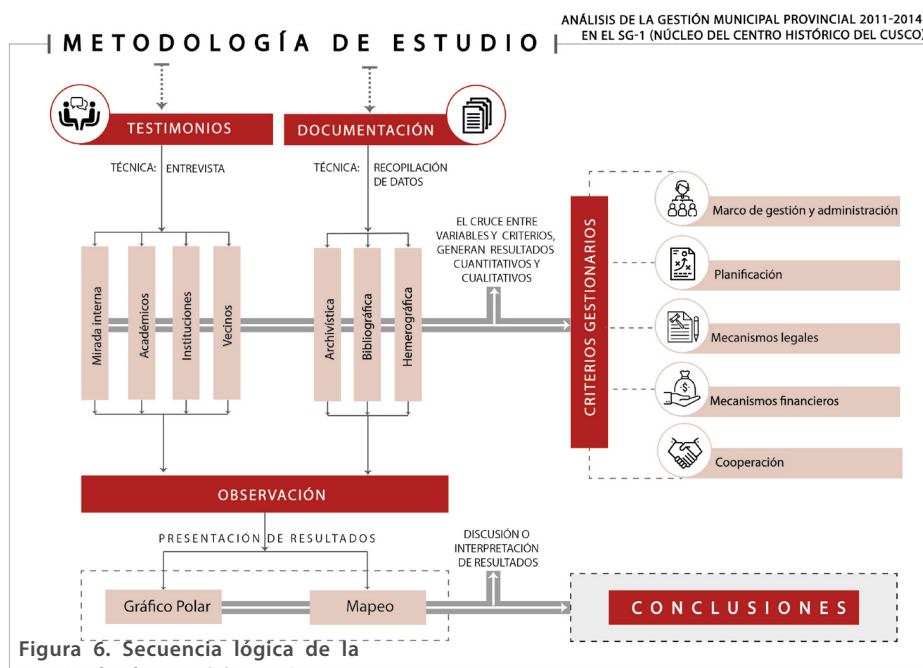 ANÁLISIS DE LA GESTIÓN MUNICIPAL PROVINCIAL 2011-2014
EN EL SG-1 (NÚCLEO DEL CENTRO HISTÓRICO DEL CUSCO)
METODOLOGÍA DE ESTUDIO
TESTIMONIOS
DOCUMENTACIÓN
TÉCNICA: ENTREVISTA
TÉCNICA: RECOPILACIÓN
DE DATOS
EL CRUCE ENTRE
VARIABLES Y CRITERIOS,
GENERAN RESULTADOS
CUANTITATIVOS Y
CUALITATIVOS
Mirada interna
Académicos
Instituciones
Vecinos
Archivística
Bibliográfica
Hemerográfica
CRITERIOS GESTIONARIOS
Marco de gestión y administración
Planificación
Mecanismos legales
$
Mecanismos financieros
Cooperación
OBSERVACIÓN
PRESENTACIÓN DE RESULTADOS
DISCUSIÓN O
INTERPRETACIÓN
DE RESULTADOS
Gráfico Polar
Mapeo
CONCLUSIONES
Figura 6. Secuencia lógica de la